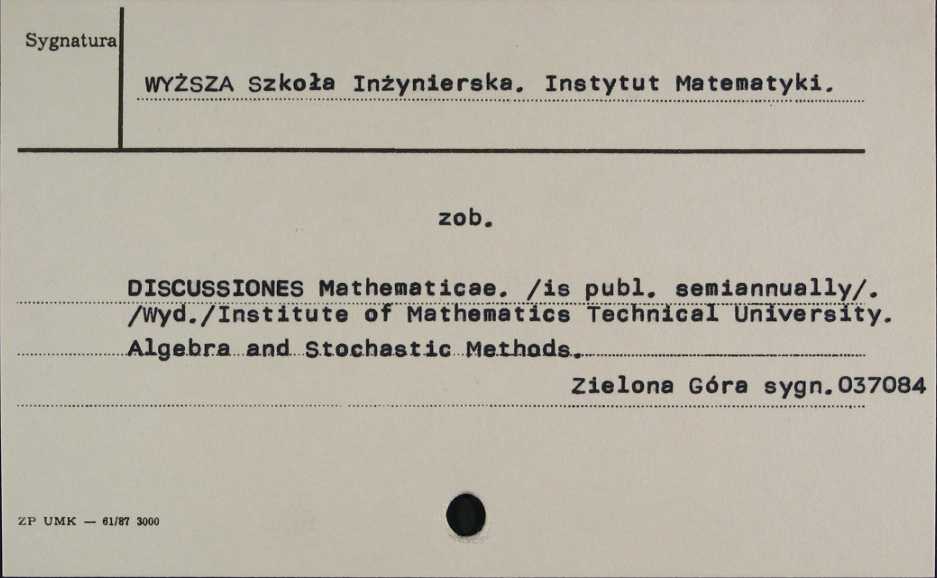 Sygnatura
WYŻSZA Szkoła Inżynierska. Instytut Matematyki.
zob.
DISCUSSIONES Mathematicae. /is publ. semiannually/.
/Wyd./Institute of Mathematics Technical University.
Algebra and Stochastic Methods.
Zielona Góra sygn.037084
ZP UMK — 61/87 3000